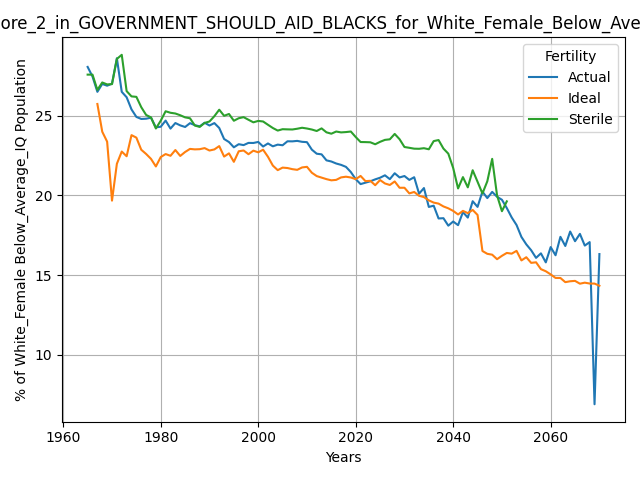 ore_2_in_GOVERNMENT_SHOULD_AID_BLACKS_for_White_Female_Below_Ave
Fertility
Actual
Ideal
Sterile
% of White_Female Below_Average_IQ Population
25
20
15
10
1960
1980
2000
2020
2040
2060
Years